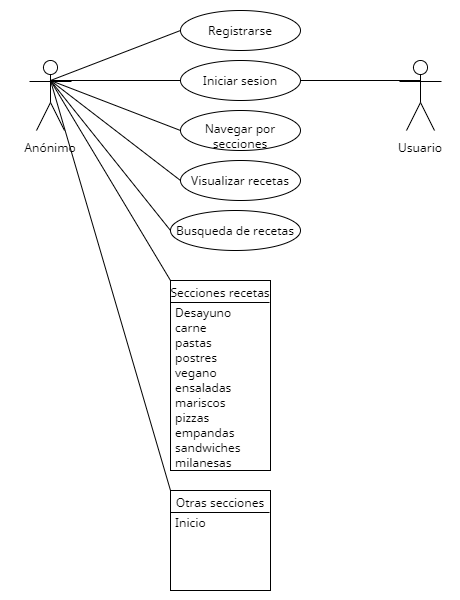 Registrarse
Iniciar sesion
Navegar por
secciones
Anónimo
Usuario
Visualizar recetas
Busqueda de recetas
Secciones recetas
Desayuno
carne
pastas
postres
vegano
ensaladas
mariscos
pizzas
empandas
sandwiches
milanesas
Otras secciones
Inicio